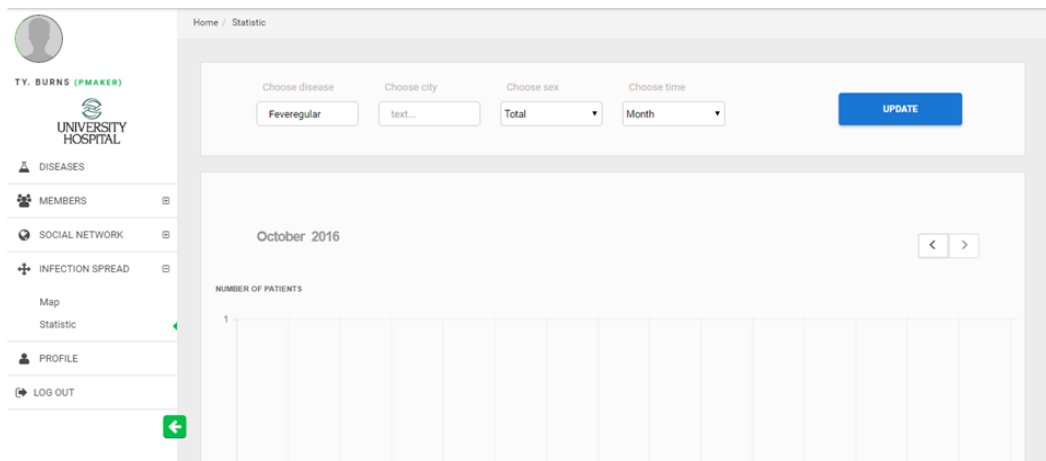 Home / Statistic
TY. BURNS (PMAKER)
UNIVERSITY
HOSPITAL
DISEASES
MEMBERS
SOCIAL NETWORK
INFECTION SPREAD
Map
Statistic
PROFILE
LOG OUT
Choose disease Choose city Choose sex Choose time
Feveregular text... Total Month UPDATE
October 2016
NUMBER OF PATIENTS
1